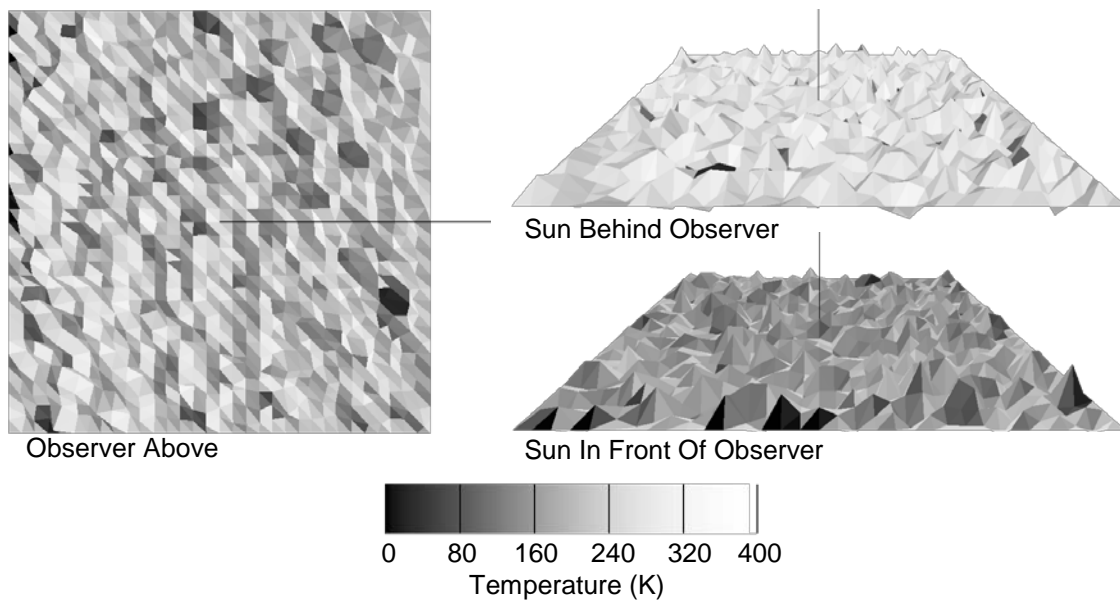 Sun Behind Observer
Observer Above
Sun In Front Of Observer
0 80 160 240 320 400
Temperature (K)